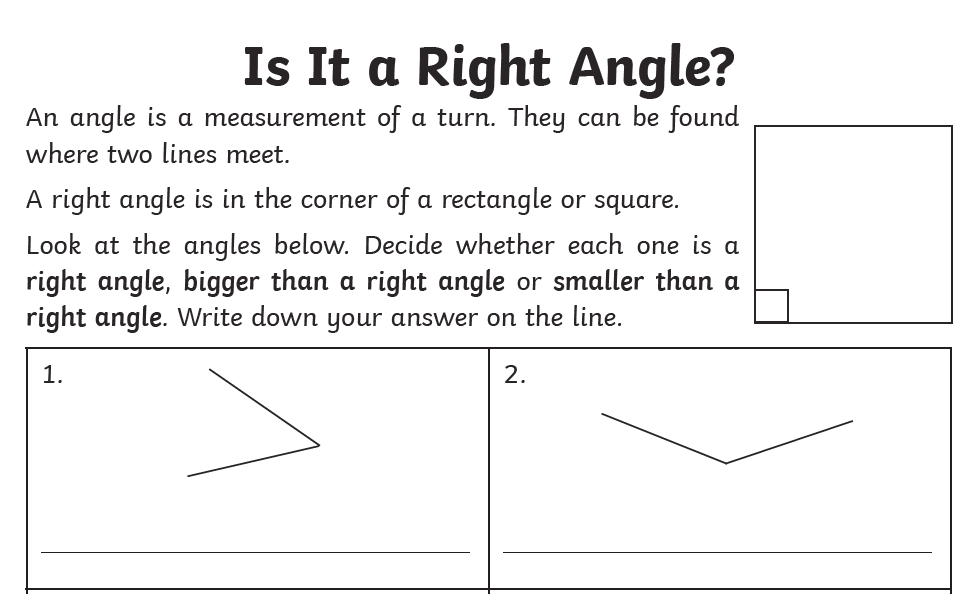 Is It a Right Angle?
An angle is a measurement of a turn. They can be found
where two lines meet.
A right angle is in the corner of a rectangle or square.
Look at the angles below. Decide whether each one is a
right angle, bigger than a right angle or smaller than a
right angle. Write down your answer on the line.
1.
2.